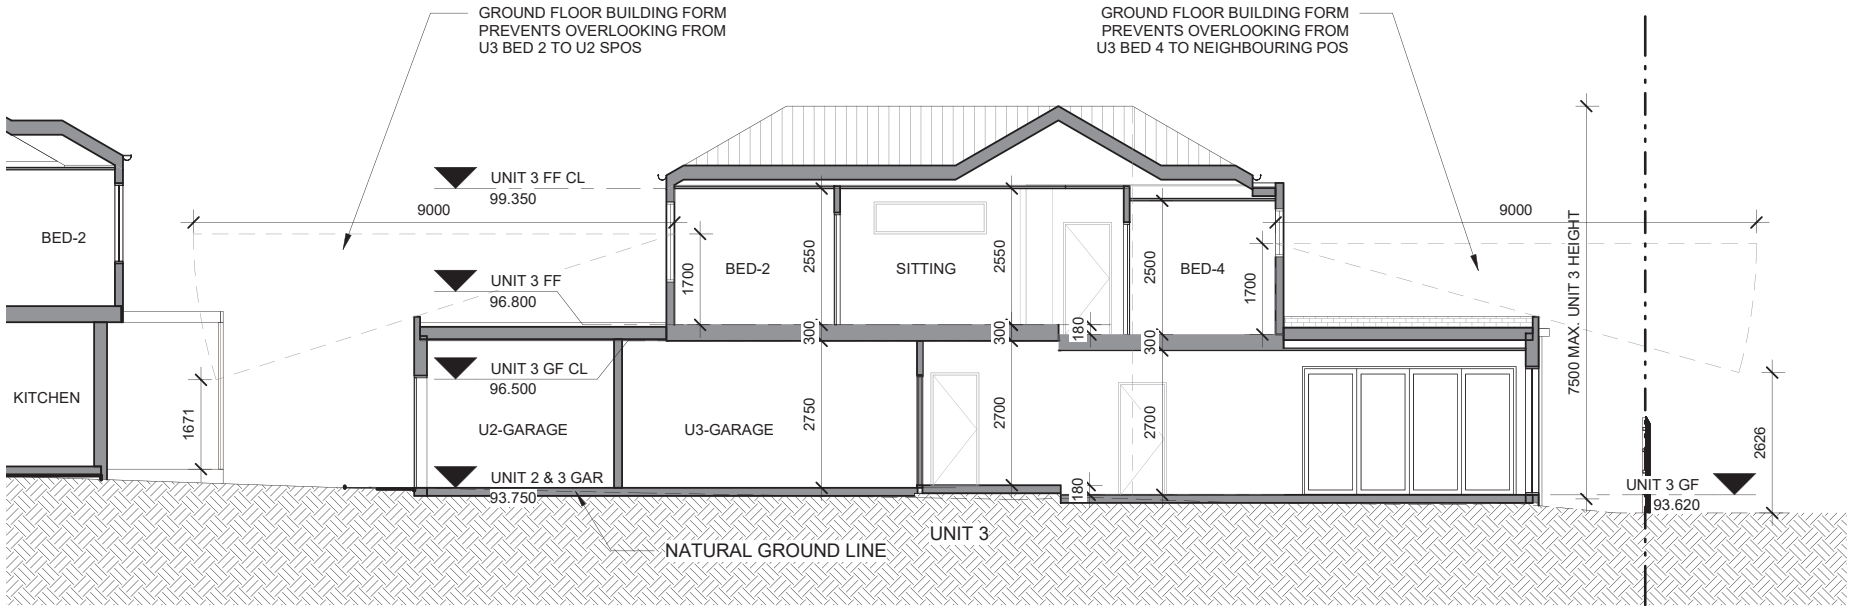 GROUND FLOOR BUILDING FORM
PREVENTS OVERLOOKING FROM
U3 BED 2 TO U2 SPOS
GROUND FLOOR BUILDING FORM
PREVENTS OVERLOOKING FROM
U3 BED 4 TO NEIGHBOURING POS
UNIT 3 FF CL
99.350
9000
9000
7500 MAX. UNIT 3 HEIGHT
BED-2
1700
BED-2
2550
SITTING
2550
2500
BED-4
1700
UNIT 3 FF
96.800
300
300
180
300
UNIT 3 GF CL
96.500
KITCHEN
1671
U2-GARAGE
U3-GARAGE
2750
2700
2700
2626
UNIT 2 & 3 GAR
93.750
180
UNIT 3 GF
93.620
UNIT 3
NATURAL GROUND LINE